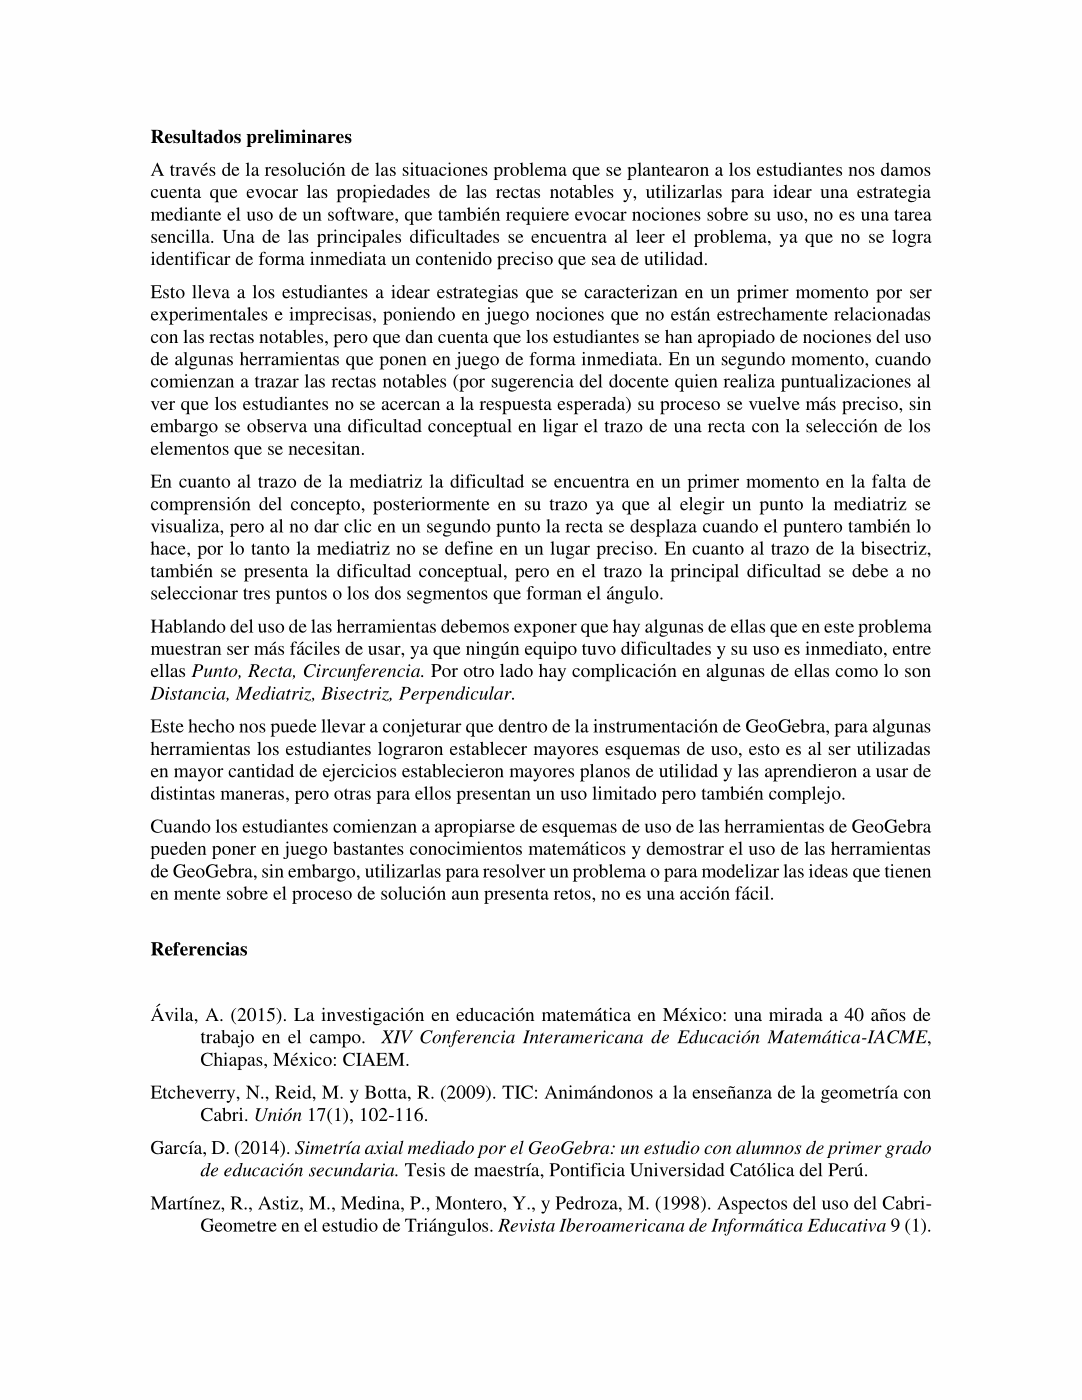 Resultados preliminares
A través de la resolución de las situaciones problema que se plantearon a los estudiantes nos damos
cuenta que evocar las propiedades de las rectas notables y, utilizarlas para idear una estrategia
mediante el uso de un software, que también requiere evocar nociones sobre su uso, no es una tarea
sencilla. Una de las principales dificultades se encuentra al leer el problema, ya que no se logra
identificar de forma inmediata un contenido preciso que sea de utilidad.
Esto lleva a los estudiantes a idear estrategias que se caracterizan en un primer momento por ser
experimentales e imprecisas, poniendo en juego nociones que no están estrechamente relacionadas
con las rectas notables, pero que dan cuenta que los estudiantes se han apropiado de nociones del uso
de algunas herramientas que ponen en juego de forma inmediata. En un segundo momento, cuando
comienzan a trazar las rectas notables (por sugerencia del docente quien realiza puntualizaciones al
ver que los estudiantes no se acercan a la respuesta esperada) su proceso se vuelve más preciso, sin
embargo se observa una dificultad conceptual en ligar el trazo de una recta con la selección de los
elementos que se necesitan.
En cuanto al trazo de la mediatriz la dificultad se encuentra en un primer momento en la falta de
comprensión del concepto, posteriormente en su trazo ya que al elegir un punto la mediatriz se
visualiza, pero al no dar clic en un segundo punto la recta se desplaza cuando el puntero también lo
hace, por lo tanto la mediatriz no se define en un lugar preciso. En cuanto al trazo de la bisectriz,
también se presenta la dificultad conceptual, pero en el trazo la principal dificultad se debe a no
seleccionar tres puntos o los dos segmentos que forman el ángulo.
Hablando del uso de las herramientas debemos exponer que hay algunas de ellas que en este problema
muestran ser más fáciles de usar, ya que ningún equipo tuvo dificultades y su uso es inmediato, entre
ellas Punto, Recta, Circunferencia. Por otro lado hay complicación en algunas de ellas como lo son
Distancia, Mediatriz, Bisectriz, Perpendicular.
Este hecho nos puede llevar a conjeturar que dentro de la instrumentación de GeoGebra, para algunas
herramientas los estudiantes lograron establecer mayores esquemas de uso, esto es al ser utilizadas
en mayor cantidad de ejercicios establecieron mayores planos de utilidad y las aprendieron a usar de
distintas maneras, pero otras para ellos presentan un uso limitado pero también complejo.
Cuando los estudiantes comienzan a apropiarse de esquemas de uso de las herramientas de GeoGebra
pueden poner en juego bastantes conocimientos matemáticos y demostrar el uso de las herramientas
de GeoGebra, sin embargo, utilizarlas para resolver un problema o para modelizar las ideas que tienen
en mente sobre el proceso de solución aun presenta retos, no es una acción fácil.
Referencias
Ávila, A. (2015). La investigación en educación matemática en México: una mirada a 40 años de
trabajo en el campo. XIV Conferencia Interamericana de Educación Matemática-IACME,
Chiapas, México: CIAEM.
Etcheverry, N., Reid, M. y Botta, R. (2009). TIC: Animándonos a la enseñanza de la geometría con
Cabri. Unión 17(1), 102-116.
García, D. (2014). Simetría axial mediado por el GeoGebra: un estudio con alumnos de primer grado
de educación secundaria. Tesis de maestría, Pontificia Universidad Católica del Perú.
Martínez, R., Astiz, M., Medina, P., Montero, Y., y Pedroza, M. (1998). Aspectos del uso del Cabri-
Geometre en el estudio de Triángulos. Revista Iberoamericana de Informática Educativa 9 (1).